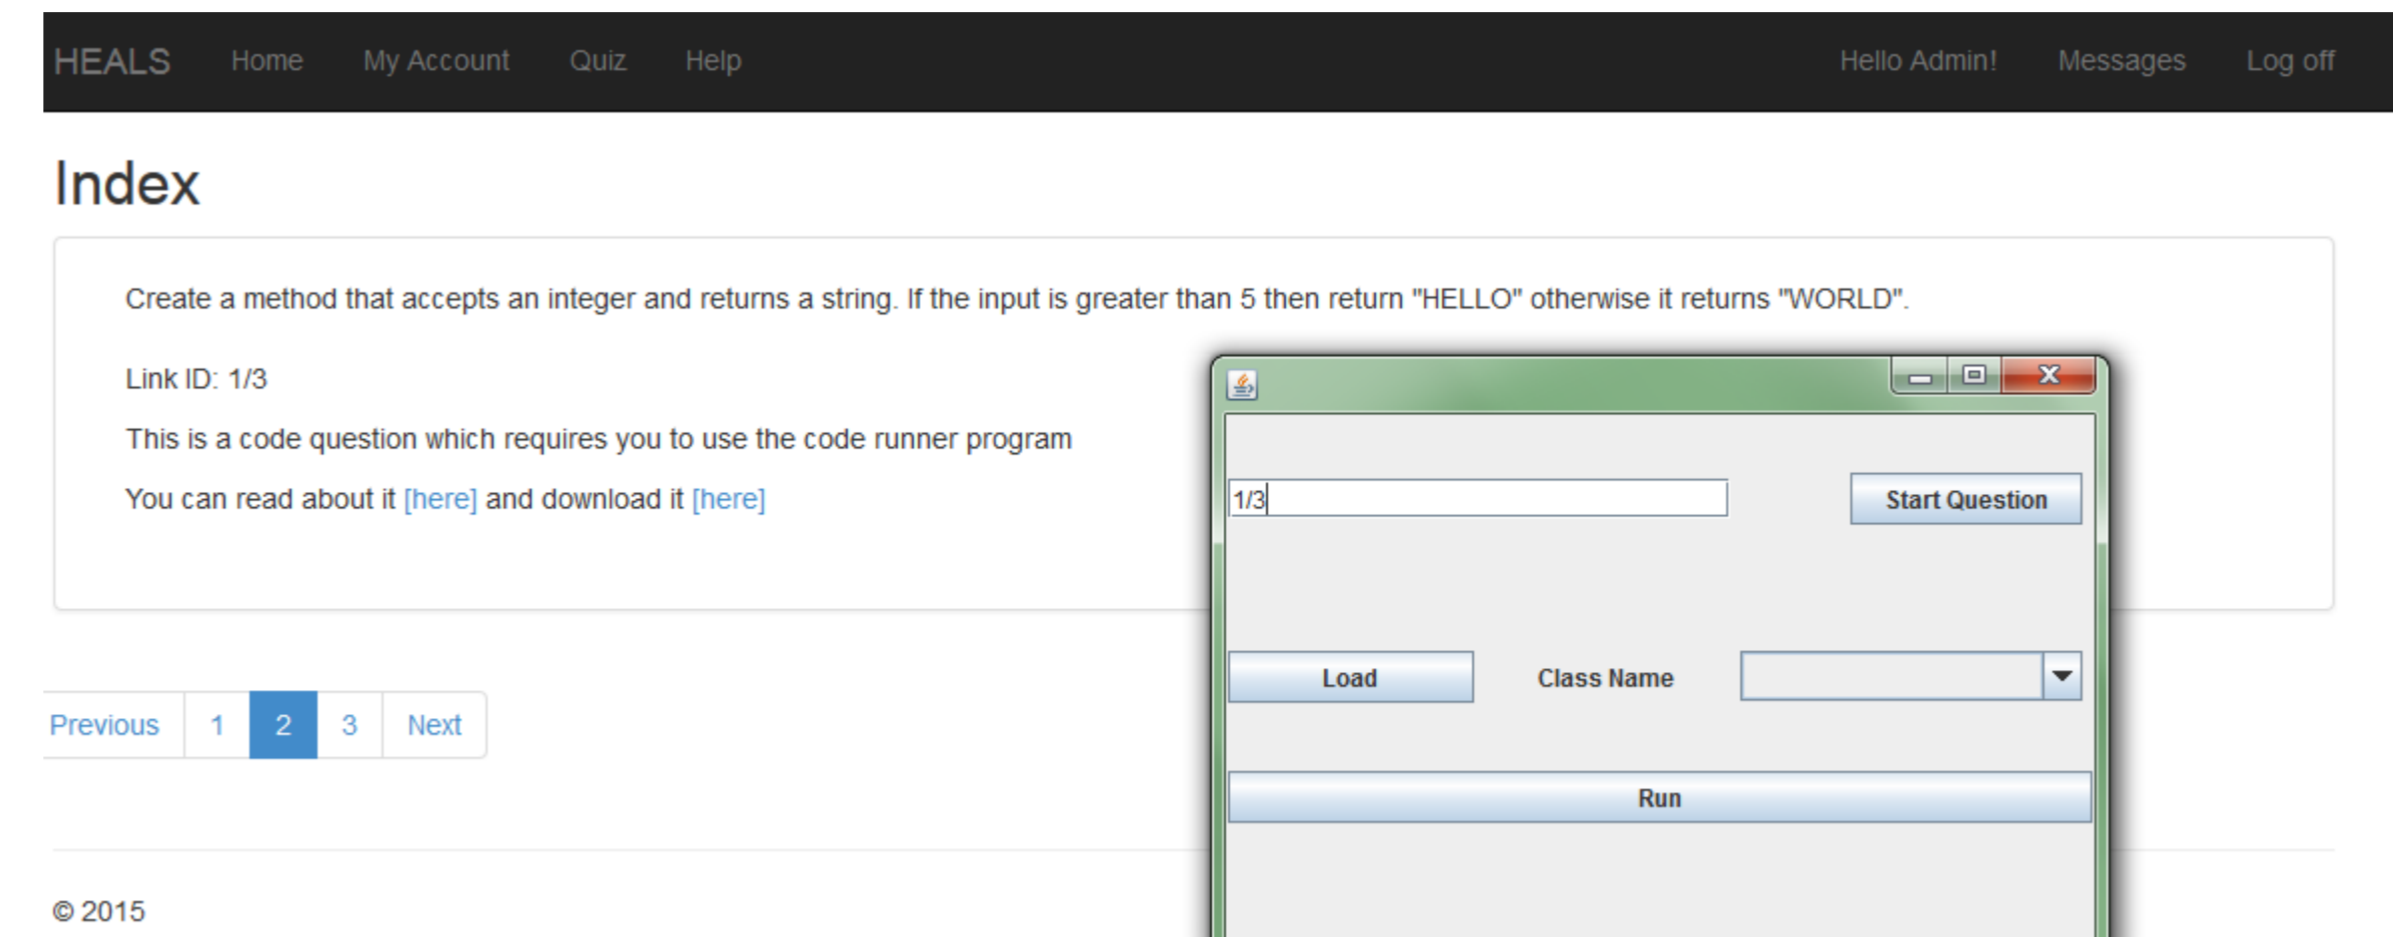 HEALS Home My Account Quiz Help Hello Admin! Messages Log off
Index
Create a method that accepts an integer and returns a string. If the input is greater than 5 then return "HELLO" otherwise it returns "WORLD".
Link ID: 1/3
This is a code question which requires you to use the code runner program
You can read about it [here] and download it [here]
1/3 Start Question
Load Class Name
Run
Previous 1 2 3 Next
© 2015